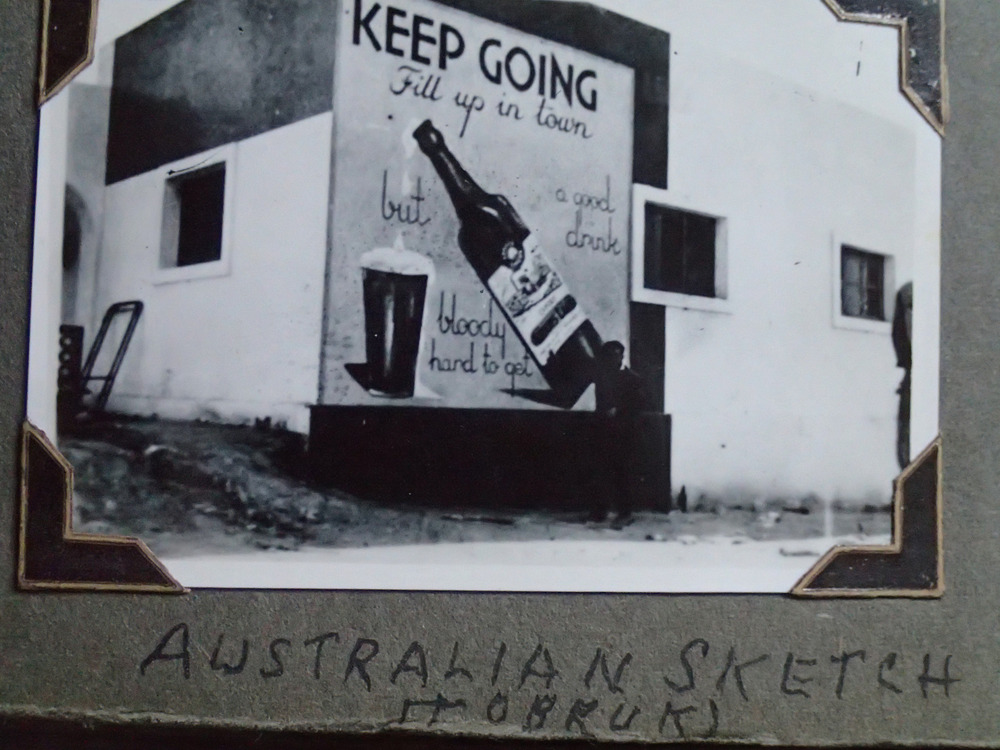 KEEP GOING
Fill up in town
but
a good
drink
bloody
hard to get
AUSTRALIAN SKETCH
(TOBRUK)